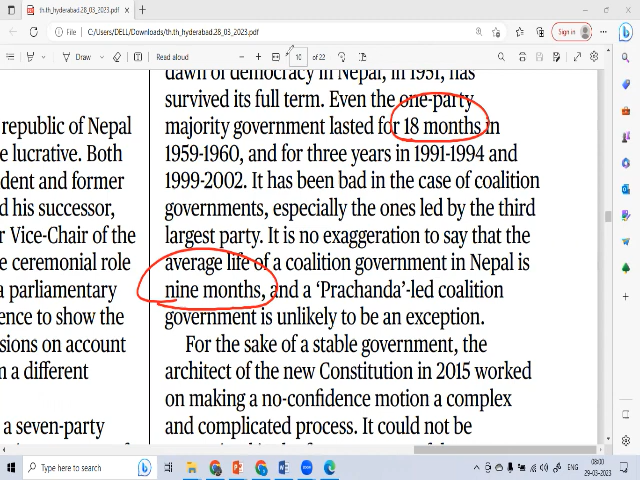 th.th_hyderabad.28_03_2023.pdf
File
C:/Users/DELL/Downloads/th.th_hyderabad.28_03_2023.pdf
Sign in
Draw
Read aloud
10 of 22
dawn of democracy in Nepal, in 1951, has
survived its full term. Even the one-party
majority government lasted for 18 months in
1959-1960, and for three years in 1991-1994 and
1999-2002. It has been bad in the case of coalition
governments, especially the ones led by the third
largest party. It is no exaggeration to say that the
average life of a coalition government in Nepal is
nine months, and a ‘Prachanda’-led coalition
government is unlikely to be an exception.
For the sake of a stable government, the
architect of the new Constitution in 2015 worked
on making a no-confidence motion a complex
and complicated process. It could not be
republic of Nepal
e lucrative. Both
dent and former
d his successor,
r Vice-Chair of the
e ceremonial role
a parliamentary
ence to show the
sions on account
m a different
a seven-party
Type here to search
ENG
08:00
29-03-2023